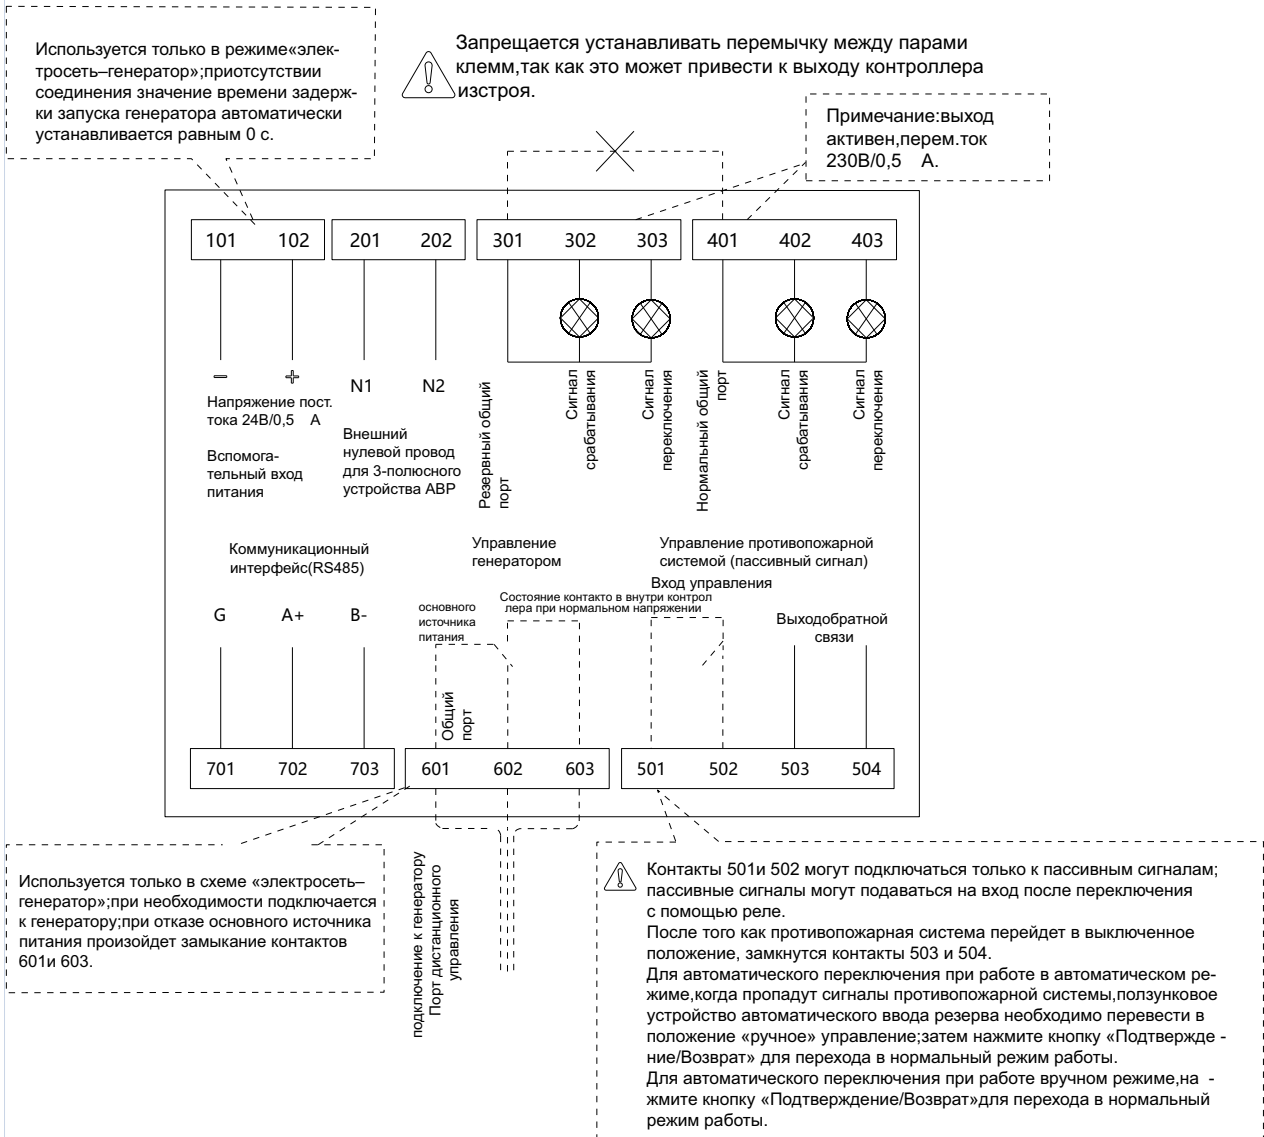 Используется только в режиме«элек-
тросеть–генератор»;приотсутствии
соединения значение времени задерж-
ки запуска генератора автоматически
устанавливается равным 0 с.
Запрещается устанавливать перемычку между парами
клемм,так как это может привести к выходу контроллера
изстроя.
Примечание:выход
активен,перем.ток
230В/0,5 А.
101 102 201 202 301 302 303 401 402 403
− +
Напряжение пост.
тока 24В/0,5 А
Вспомога-
тельный вход
питания
N1 N2
Внешний
нулевой провод
для 3-полюсного
устройства АВР
Резервный общий
порт
Сигнал
срабатывания
Сигнал
переключения
Нормальный общий
порт
Сигнал
срабатывания
Сигнал
переключения
Коммуникационный
интерфейс(RS485)
G A+ B-
Управление
генератором
Состояние контакто в внутри контрол
лера при нормальном напряжении
основного
источника
питания
Общий
порт
Управление противопожарной
системой (пассивный сигнал)
Вход управления
Выходобратной
связи
701 702 703 601 602 603 501 502 503 504
Используется только в схеме «электросеть–
генератор»;при необходимости подключается
к генератору;при отказе основного источника
питания произойдет замыкание контактов
601и 603.
подключение к генератору
Порт дистанционного
управления
Контакты 501и 502 могут подключаться только к пассивным сигналам;
пассивные сигналы могут подаваться на вход после переключения
с помощью реле.
После того как противопожарная система перейдет в выключенное
положение, замкнутся контакты 503 и 504.
Для автоматического переключения при работе в автоматическом ре-
жиме,когда пропадут сигналы противопожарной системы,ползунковое
устройство автоматического ввода резерва необходимо перевести в
положение «ручное» управление;затем нажмите кнопку «Подтвержде -
ние/Возврат» для перехода в нормальный режим работы.
Для автоматического переключения при работе вручном режиме,на -
жмите кнопку «Подтверждение/Возврат»для перехода в нормальный
режим работы.